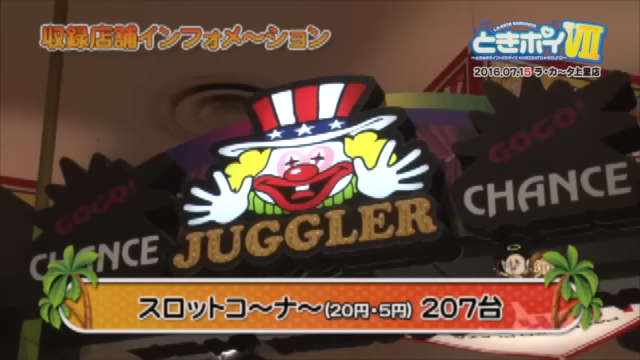 収録店舗インフォメ～ション
ときポイVII
2016.07.15 ラ・カ～タ上里店
GOGO!
CHANCE
JUGGLER
GOGO!
CHANCE
スロットコ～ナ～(20円・5円) 207台